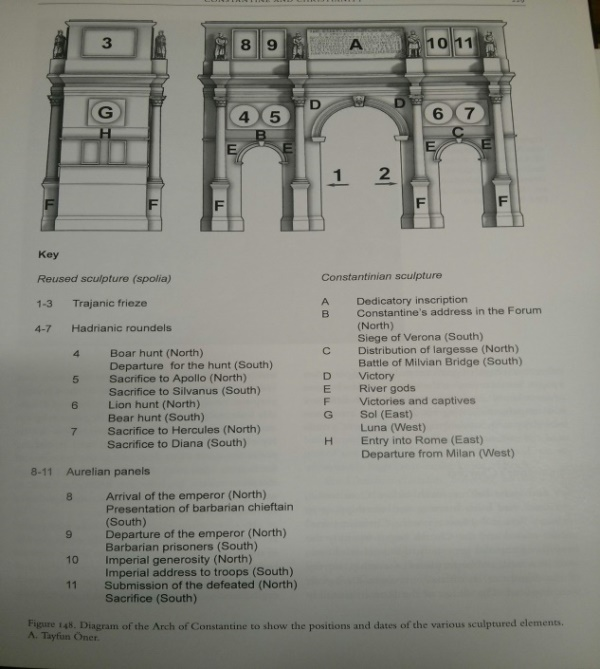 CONSTANTINE AND CHRISTIANITY
3
8 9 A 10 11
G
H
4 5 D D 6 7
B C
E E E E
1 2
F F F F F
Key
Reused sculpture (spolia)
1-3 Trajanic frieze
4-7 Hadrianic roundels
4 Boar hunt (North)
Departure for the hunt (South)
5 Sacrifice to Apollo (North)
Sacrifice to Silvanus (South)
6 Lion hunt (North)
Bear hunt (South)
7 Sacrifice to Hercules (North)
Sacrifice to Diana (South)
8-11 Aurelian panels
8 Arrival of the emperor (North)
Presentation of barbarian chieftain
(South)
9 Departure of the emperor (North)
Barbarian prisoners (South)
10 Imperial generosity (North)
Imperial address to troops (South)
11 Submission of the defeated (North)
Sacrifice (South)
Constantinian sculpture
A Dedicatory inscription
B Constantine's address in the Forum
(North)
Siege of Verona (South)
C Distribution of largesse (North)
Battle of Milvian Bridge (South)
D Victory
E River gods
F Victories and captives
G Sol (East)
Luna (West)
H Entry into Rome (East)
Departure from Milan (West)
Figure 148. Diagram of the Arch of Constantine to show the positions and dates of the various sculptured elements.
A. Tayfun Öner.